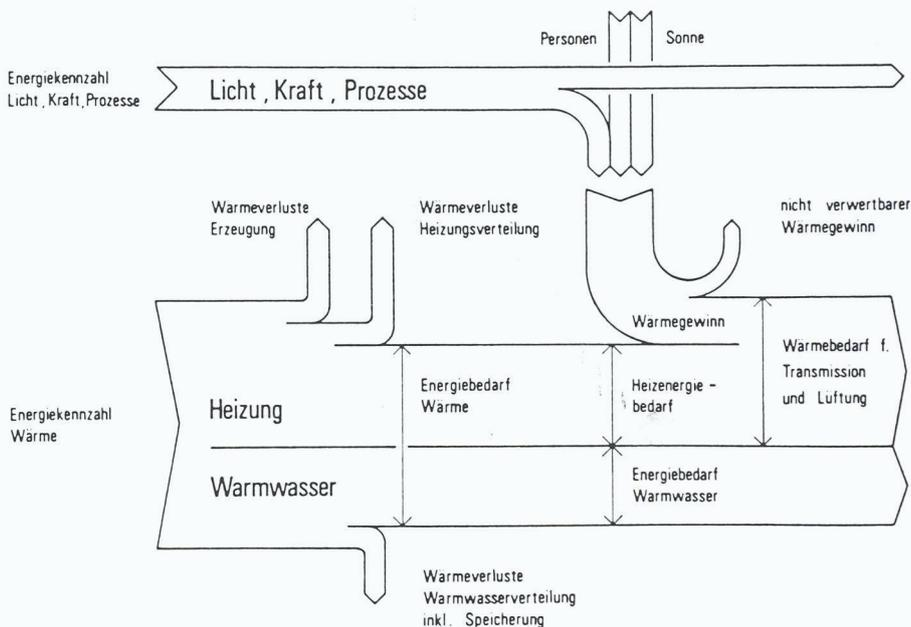 Personen
Sonne
Energiekennzahl
Licht, Kraft, Prozesse
Licht, Kraft, Prozesse
Wärmeverluste
Erzeugung
Wärmeverluste
Heizungsverteilung
nicht verwertbarer
Wärmegewinn
Wärmegewinn
Wärmebedarf f.
Transmission
und Lüftung
Energiebedarf
Wärme
Heizenergie-
bedarf
Energiekennzahl
Wärme
Heizung
Warmwasser
Energiebedarf
Warmwasser
Wärmeverluste
Warmwasserverteilung
inkl. Speicherung